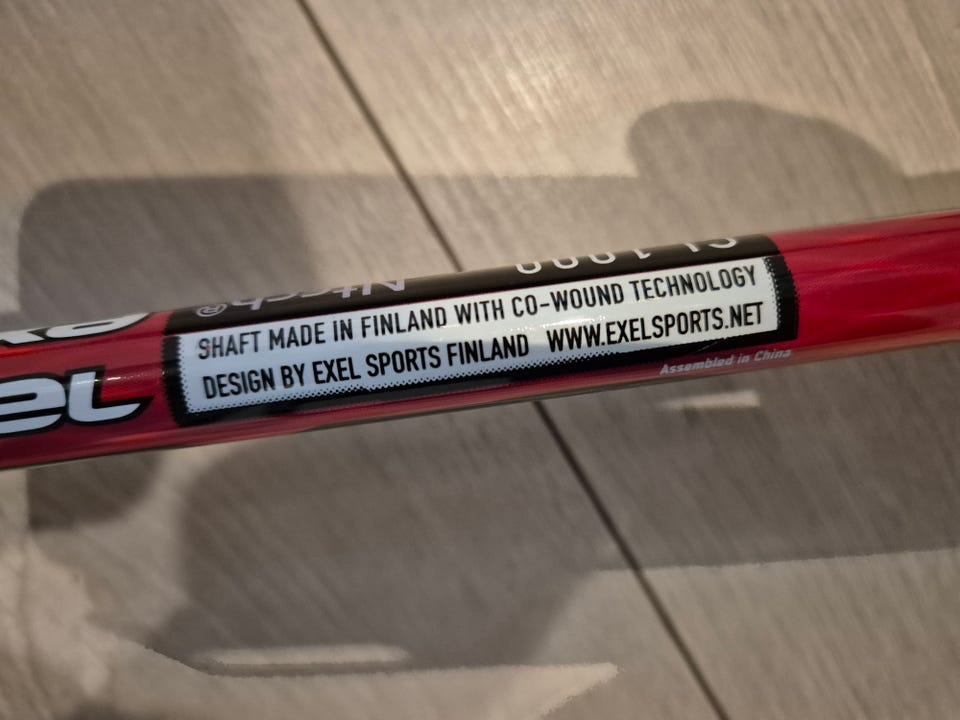 Ntech®
SHAFT MADE IN FINLAND WITH CO-WOUND TECHNOLOGY
DESIGN BY EXEL SPORTS FINLAND WWW.EXELSPORTS.NET
Assembled in China